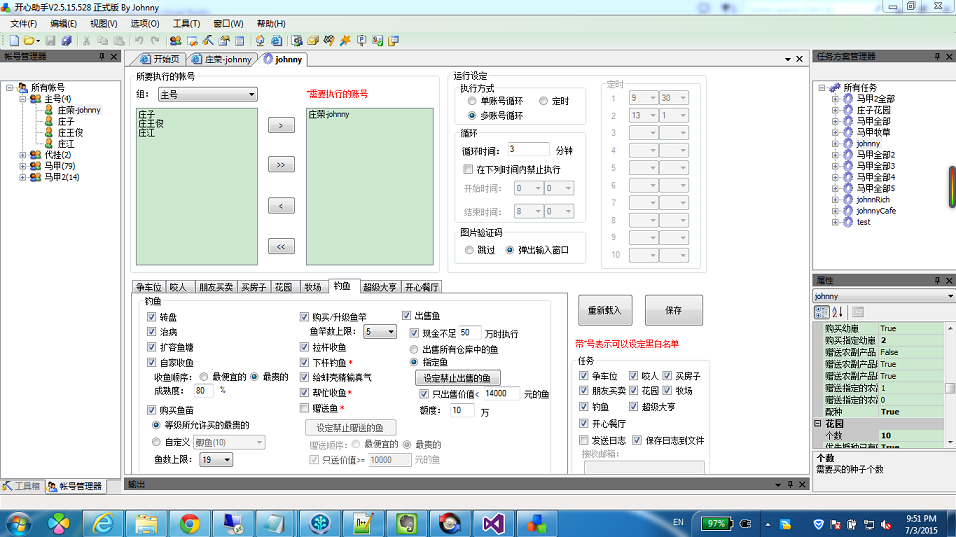 开心助手V2.5.15.528 正式版 By Johnny
文件(F) 编辑(E) 视图(V) 选项(O) 工具(T) 窗口(W) 帮助(H)
帐号管理器
所有帐号
主号(4)
庄荣-johnny
庄子
庄王俊
庄江
代挂(2)
马甲(79)
马甲2(14)
工具箱 帐号管理器
开始页 庄荣-johnny johnny
所要执行的帐号
组: 主号
*需要执行的账号
庄子
庄王俊
庄江
>
>>
<
<<
庄荣-johnny
运行设定
执行方式
单账号循环 定时
多账号循环
循环
循环时间: 3 分钟
在下列时间内禁止执行
开始时间: 0 0
结束时间: 8 0
图片验证码
跳过 弹出输入窗口
定时
1 9 30
2 13 1
3
4
5
6
7
8
9
10
争车位 咬人 朋友买卖 买房子 花园 牧场 钓鱼 超级大亨 开心餐厅
钓鱼
转盘
治病
扩容鱼塘
自家收鱼
收鱼顺序: 最便宜的 最贵的
成熟度: 80 %
购买鱼苗
等级所允许买的最贵的
自定义 鲫鱼(10)
鱼数上限: 19
购买/升级鱼竿
鱼竿数上限: 5
拉杆收鱼
下杆钓鱼 *
给蚌壳精输真气
帮忙收鱼 *
赠送鱼 *
设定禁止赠送的鱼
赠送顺序: 最便宜的 最贵的
只送价值>= 10000 元的鱼
出售鱼
现金不足 50 万时执行
出售所有仓库中的鱼
指定鱼
设定禁止出售的鱼
只出售价值< 14000 元的鱼
额度: 10 万
重新载入 保存
带*号表示可以设定黑白名单
任务
争车位 咬人 买房子
朋友买卖 花园 牧场
钓鱼 超级大亨
开心餐厅
发送日志 保存日志到文件
接收邮箱:
输出
任务方案管理器
所有任务
马甲2全部
庄子花园
马甲全部
马甲牧草
johnny
马甲全部2
马甲全部3
马甲全部4
马甲全部5
johnRich
johnnyCafe
test
属性
johnny
购买幼崽 True
购买指定幼崽 2
赠送农副产品 False
赠送农副产品 True
赠送指定的农 1
赠送指定的农 0
配种 True
花园
个数 10
True
个数
需要买的种子个数
EN 97% 9:51 PM
7/3/2015